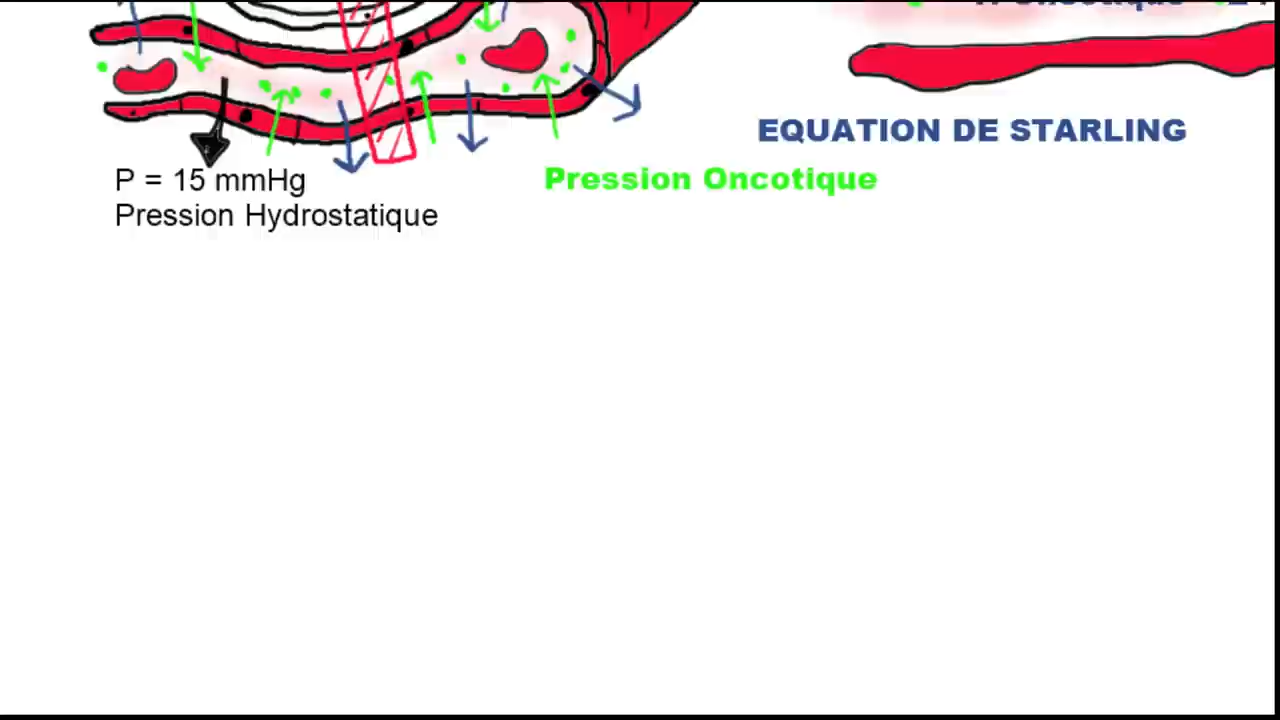 EQUATION DE STARLING
Pression Oncotique
P = 15 mmHg
Pression Hydrostatique